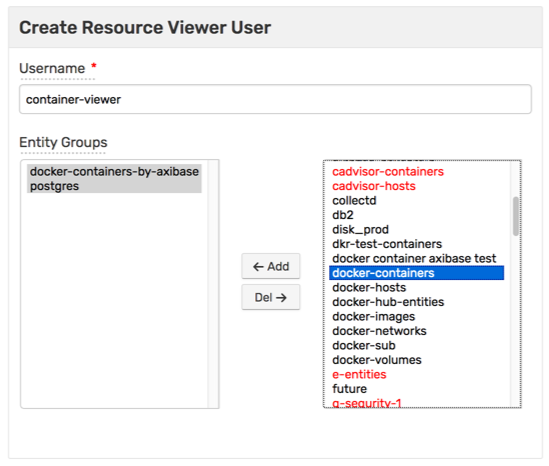 Create Resource Viewer User
Username *
container-viewer
Entity Groups
docker-containers-by-axibase
postgres
← Add
Del →
cadvisor-containers
cadvisor-hosts
collectd
db2
disk_prod
dkr-test-containers
docker container axibase test
docker-containers
docker-hosts
docker-hub-entities
docker-images
docker-networks
docker-sub
docker-volumes
e-entities
future
g-segurity-1